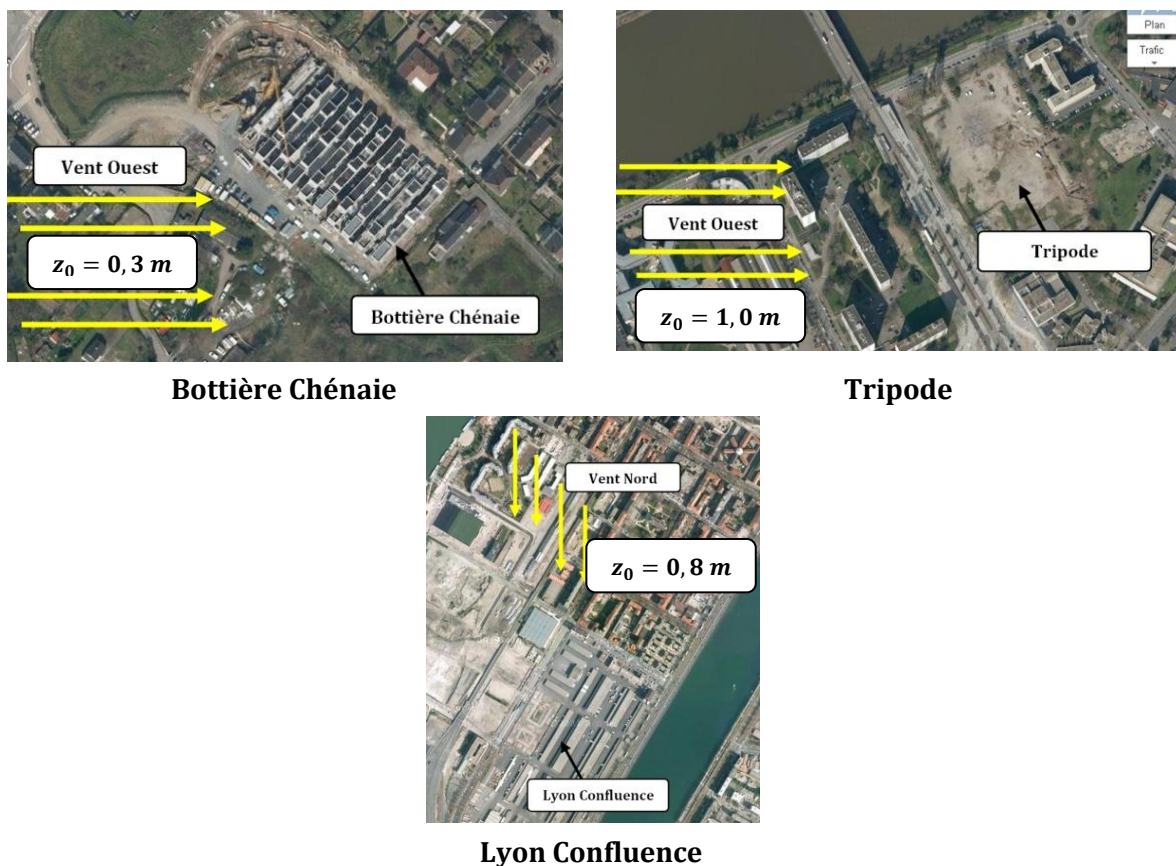 Vent Ouest
z₀ = 0,3 m
Bottière Chénaie
Plan
Trafic
Vent Ouest
Tripode
z₀ = 1,0 m
Bottière Chénaie
Tripode
Vent Nord
z₀ = 0,8 m
Lyon Confluence
Lyon Confluence